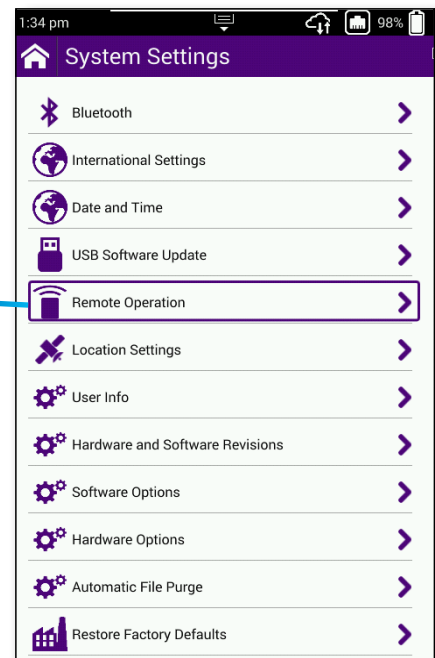 1:34 pm 98%
System Settings
Bluetooth
International Settings
Date and Time
USB Software Update
Remote Operation
Location Settings
User Info
Hardware and Software Revisions
Software Options
Hardware Options
Automatic File Purge
Restore Factory Defaults